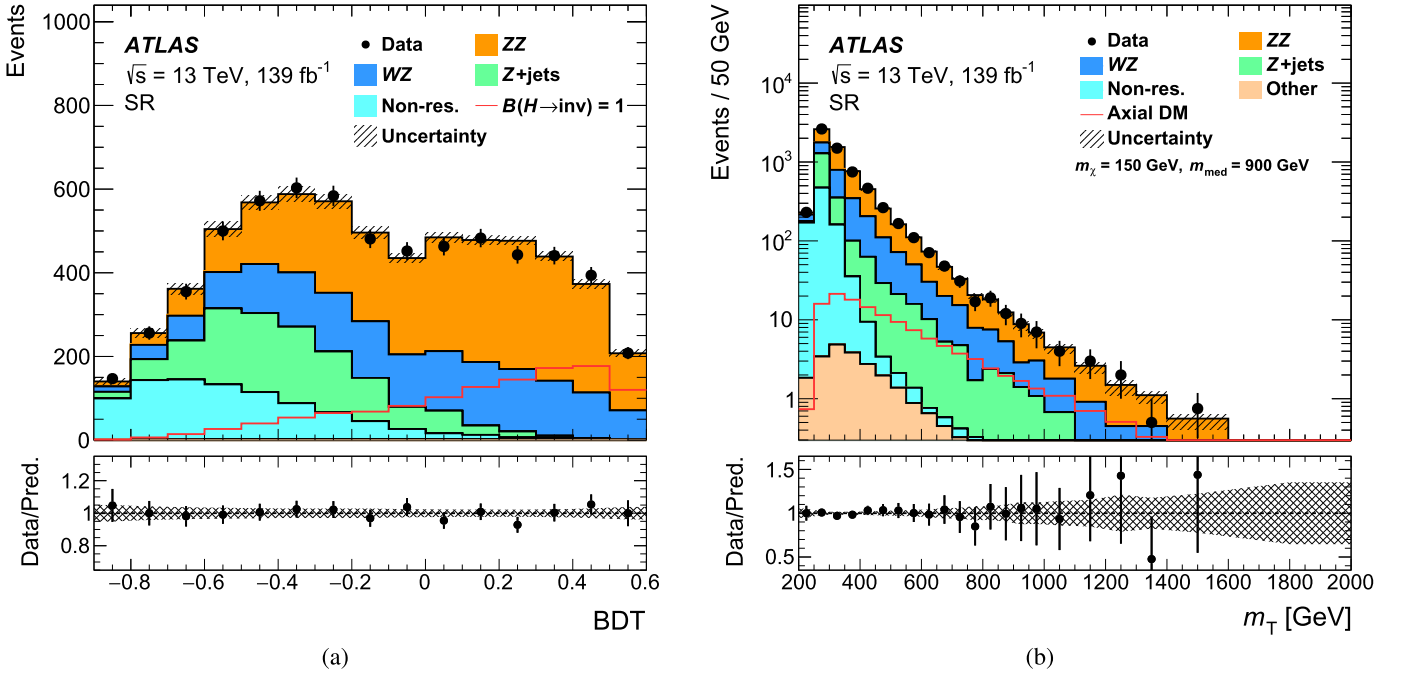 Events
1000
800
600
400
200
0
ATLAS
√s = 13 TeV, 139 fb⁻¹
SR
Data
ZZ
WZ
Z+jets
Non-res.
B(H→inv) = 1
Uncertainty
Data/Pred.
1.2
1
0.8
−0.8 −0.6 −0.4 −0.2 0 0.2 0.4 0.6
BDT
(a)
Events / 50 GeV
10⁴
10³
10²
10
1
ATLAS
√s = 13 TeV, 139 fb⁻¹
SR
Data
ZZ
WZ
Z+jets
Non-res.
Other
Axial DM
Uncertainty
mχ = 150 GeV, mmed = 900 GeV
Data/Pred.
1.5
1.0
0.5
200 400 600 800 1000 1200 1400 1600 1800 2000
mT [GeV]
(b)